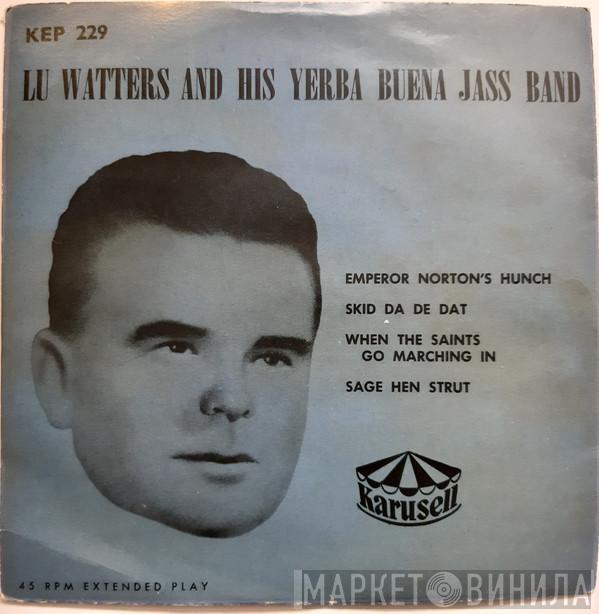 KEP 229
LU WATTERS AND HIS YERBA BUENA JASS BAND
EMPEROR NORTON'S HUNCH
SKID DA DE DAT
WHEN THE SAINTS
GO MARCHING IN
SAGE HEN STRUT
Karusell
45 RPM EXTENDED PLAY
МАРКЕТ ВИНИЛА